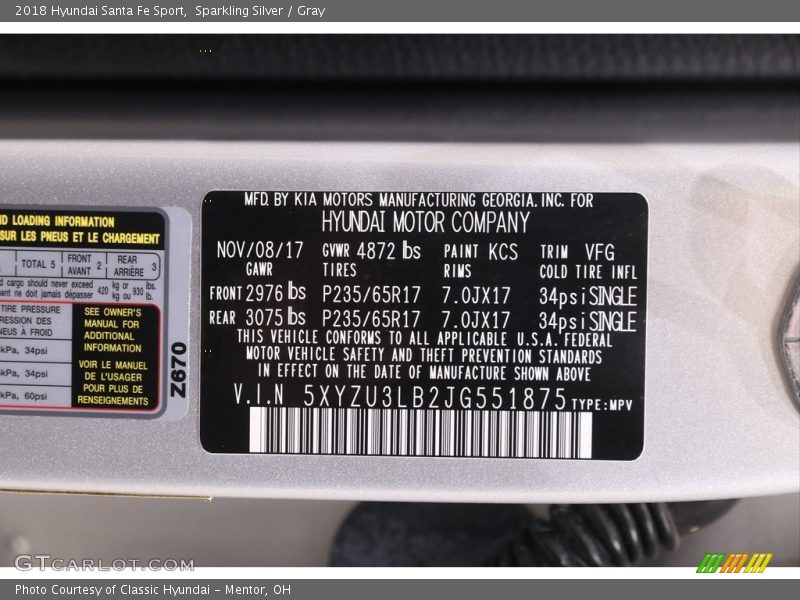 2018 Hyundai Santa Fe Sport, Sparkling Silver / Gray
MFD. BY KIA MOTORS MANUFACTURING GEORGIA. INC. FOR
HYUNDAI MOTOR COMPANY
NOV/08/17 GVWR 4872 lbs PAINT KCS TRIM VFG
GAWR TIRES RIMS COLD TIRE INFL
FRONT 2976 lbs P235/65R17 7.0JX17 34psi SINGLE
REAR 3075 lbs P235/65R17 7.0JX17 34psi SINGLE
THIS VEHICLE CONFORMS TO ALL APPLICABLE U.S.A. FEDERAL
MOTOR VEHICLE SAFETY AND THEFT PREVENTION STANDARDS
IN EFFECT ON THE DATE OF MANUFACTURE SHOWN ABOVE
V.I.N 5XYZU3LB2JG551875 TYPE:MPV
LOADING INFORMATION
SUR LES PNEUS ET LE CHARGEMENT
TOTAL 5 FRONT AVANT 2 REAR ARRIÈRE 3
cargo should never exceed 420 kg or 930 lbs.
ne doit jamais dépasser kg ou lb.
TIRE PRESSURE
DES
À FROID
kPa, 34psi
kPa, 34psi
kPa, 60psi
SEE OWNER'S
MANUAL FOR
ADDITIONAL
INFORMATION
VOIR LE MANUEL
DE L'USAGER
POUR PLUS DE
RENSEIGNEMENTS
Z670
GTCARLOT.COM
Photo Courtesy of Classic Hyundai - Mentor, OH